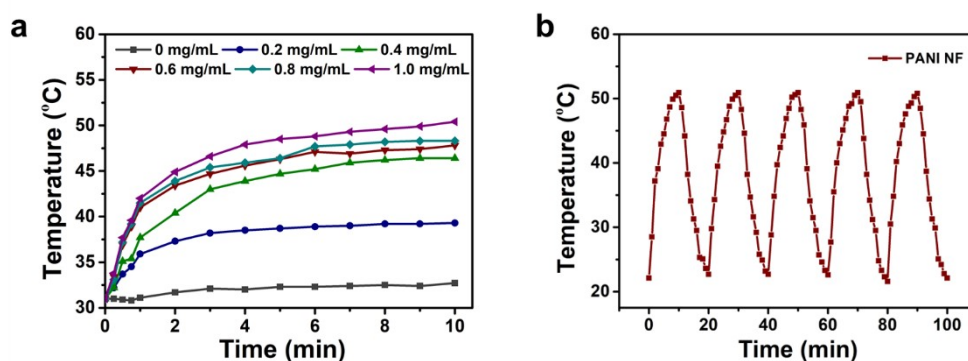 a
60
55
50
45
40
35
30
Temperature (°C)
0 mg/mL 0.2 mg/mL 0.4 mg/mL
0.6 mg/mL 0.8 mg/mL 1.0 mg/mL
0 2 4 6 8 10
Time (min)
b
60
50
40
30
20
Temperature (°C)
PANI NF
0 20 40 60 80 100
Time (min)